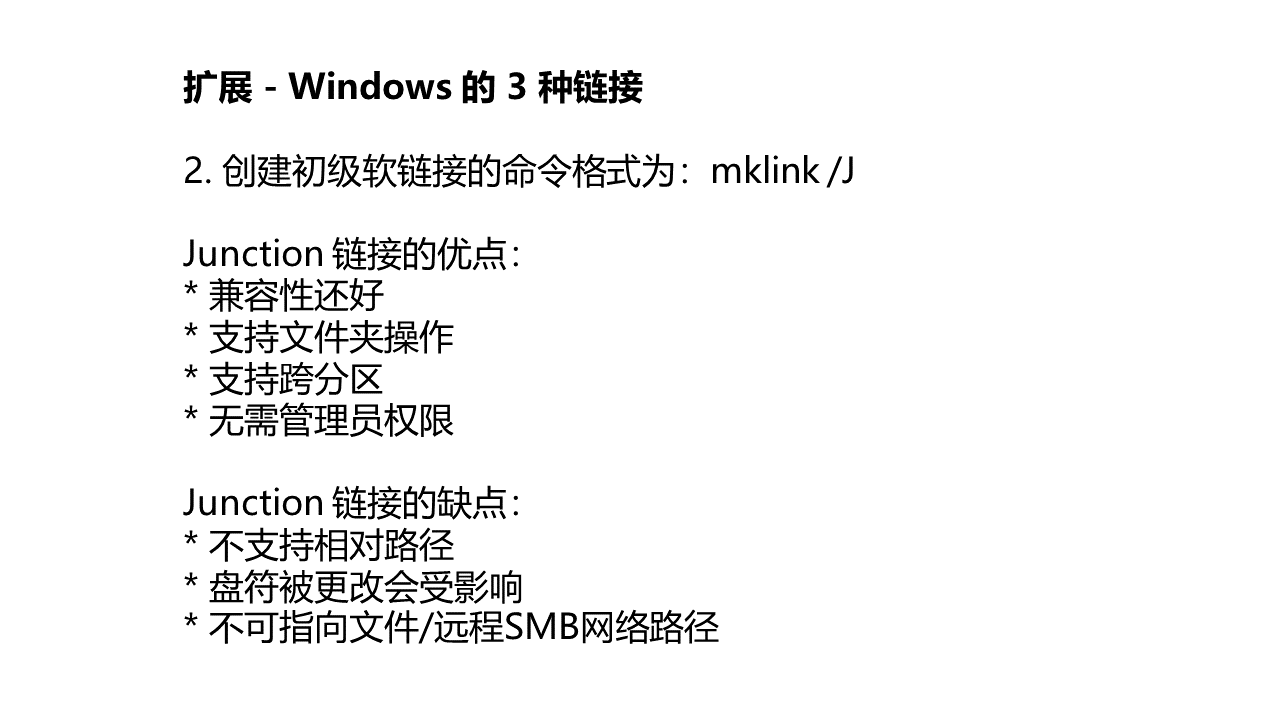 扩展 - Windows 的 3 种链接
2. 创建初级软链接的命令格式为：mklink /J
Junction 链接的优点：
* 兼容性还好
* 支持文件夹操作
* 支持跨分区
* 无需管理员权限
Junction 链接的缺点：
* 不支持相对路径
* 盘符被更改会受影响
* 不可指向文件/远程SMB网络路径